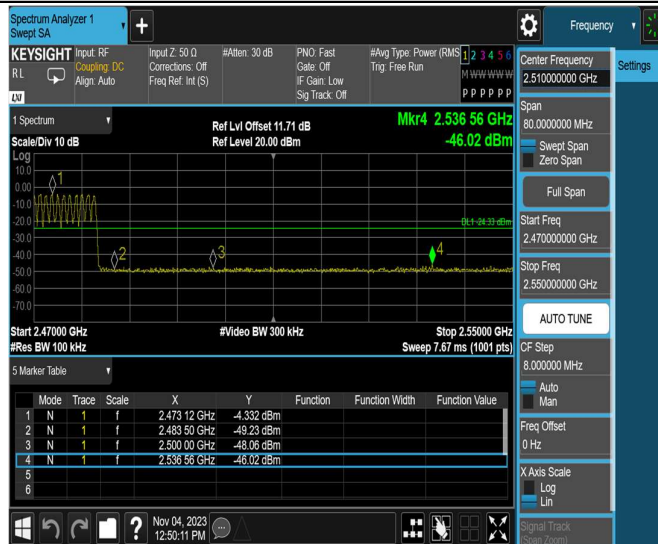 Spectrum Analyzer 1
Swept SA
+
Frequency
KEYSIGHT
RL
LXI
Input: RF
Coupling: DC
Align: Auto
Input Z: 50 Ω
Corrections: Off
Freq Ref: Int (S)
#Atten: 30 dB
PNO: Fast
Gate: Off
IF Gain: Low
Sig Track: Off
#Avg Type: Power (RMS
Trig: Free Run
1 2 3 4 5 6
M W W W W W
P P P P P P
Center Frequency
2.510000000 GHz
Settings
Span
80.0000000 MHz
Swept Span
Zero Span
Full Span
Start Freq
2.470000000 GHz
Stop Freq
2.550000000 GHz
AUTO TUNE
CF Step
8.000000 MHz
Auto
Man
Freq Offset
0 Hz
X Axis Scale
Log
Lin
Signal Track
(Span Zoom)
1 Spectrum
Scale/Div 10 dB
Ref Lvl Offset 11.71 dB
Ref Level 20.00 dBm
Mkr4 2.536 56 GHz
-46.02 dBm
Log
10.0
0.00
-10.0
-20.0
-30.0
-40.0
-50.0
-60.0
-70.0
1
2
3
4
DL1 -24.33 dBm
Start 2.47000 GHz
#Video BW 300 kHz
Stop 2.55000 GHz
#Res BW 100 kHz
Sweep 7.67 ms (1001 pts)
5 Marker Table
Mode Trace Scale X Y Function Function Width Function Value
1 N 1 f 2.473 12 GHz -4.332 dBm
2 N 1 f 2.483 50 GHz -49.23 dBm
3 N 1 f 2.500 00 GHz -48.06 dBm
4 N 1 f 2.536 56 GHz -46.02 dBm
5
6
?
Nov 04, 2023
12:50:11 PM